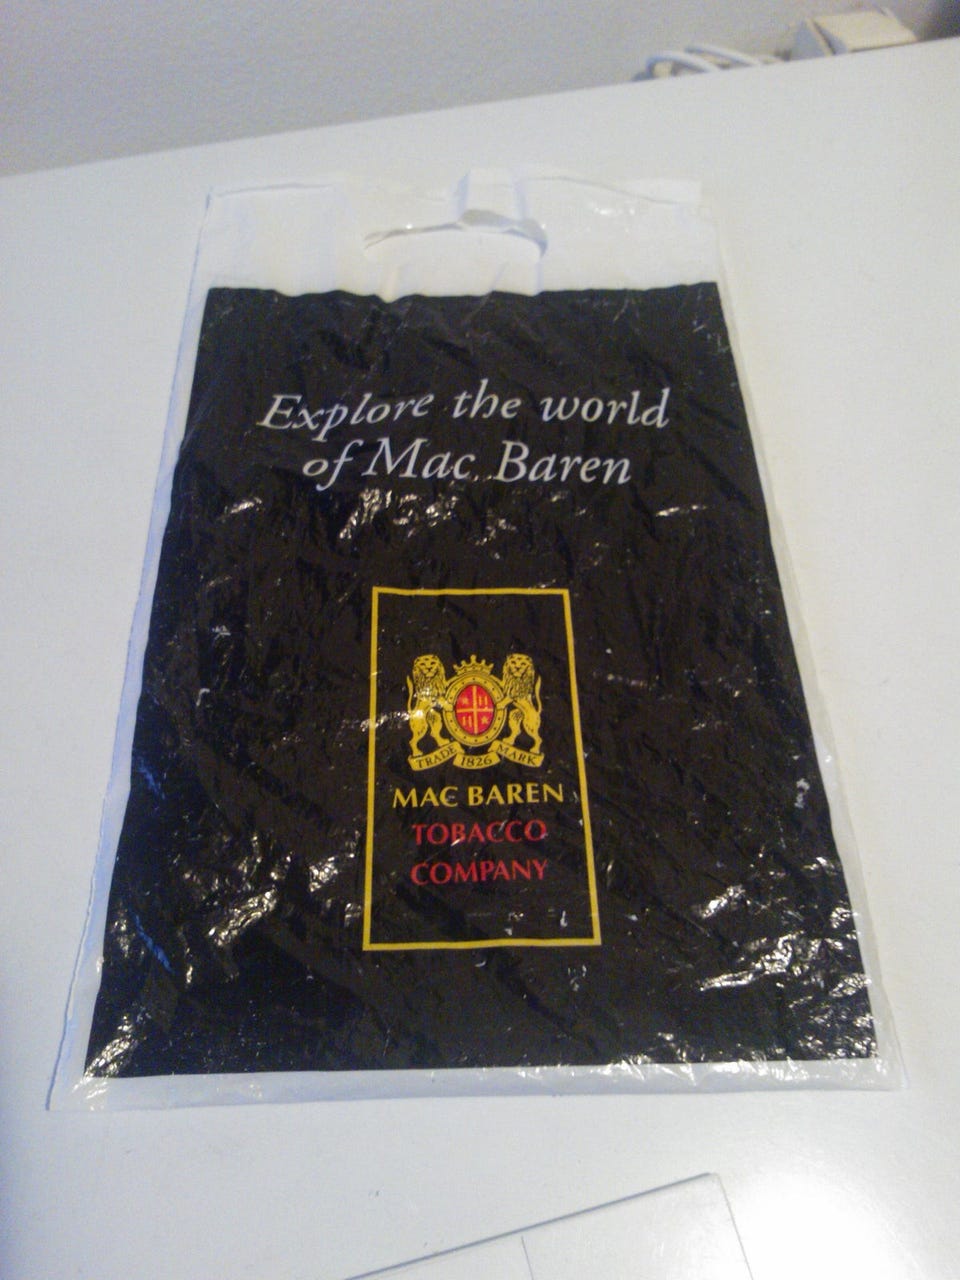 Explore the world
of Mac Baren
TRADE 1826 MARK
MAC BAREN
TOBACCO
COMPANY